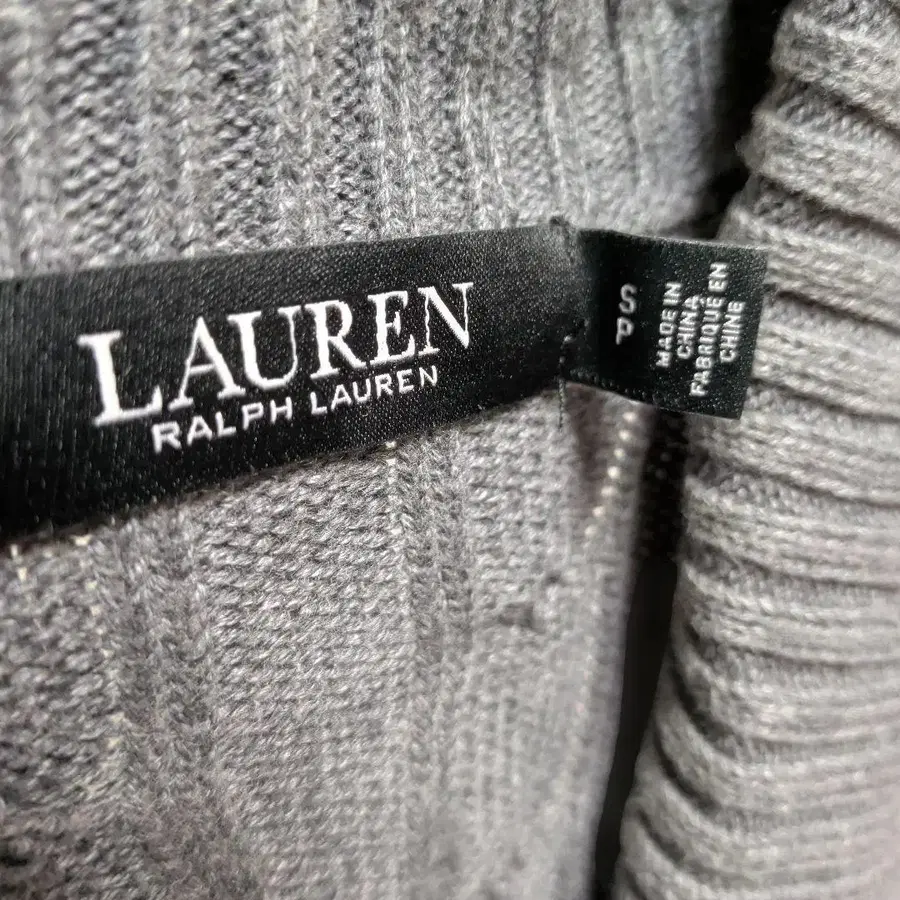 LAUREN
RALPH LAUREN
S
P
MADE IN
CHINA
FABRIQUÉ EN
CHINE